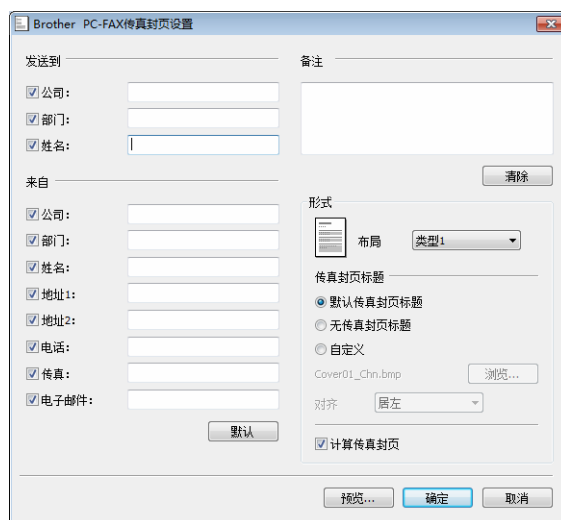 Brother PC-FAX传真封页设置
发送到
公司:
部门:
姓名:
来自
公司:
部门:
姓名:
地址1:
地址2:
电话:
传真:
电子邮件:
默认
备注
清除
形式
布局 类型1
传真封页标题
默认传真封页标题
无传真封页标题
自定义
Cover01_Chn.bmp 浏览...
对齐 居左
计算传真封页
预览... 确定 取消